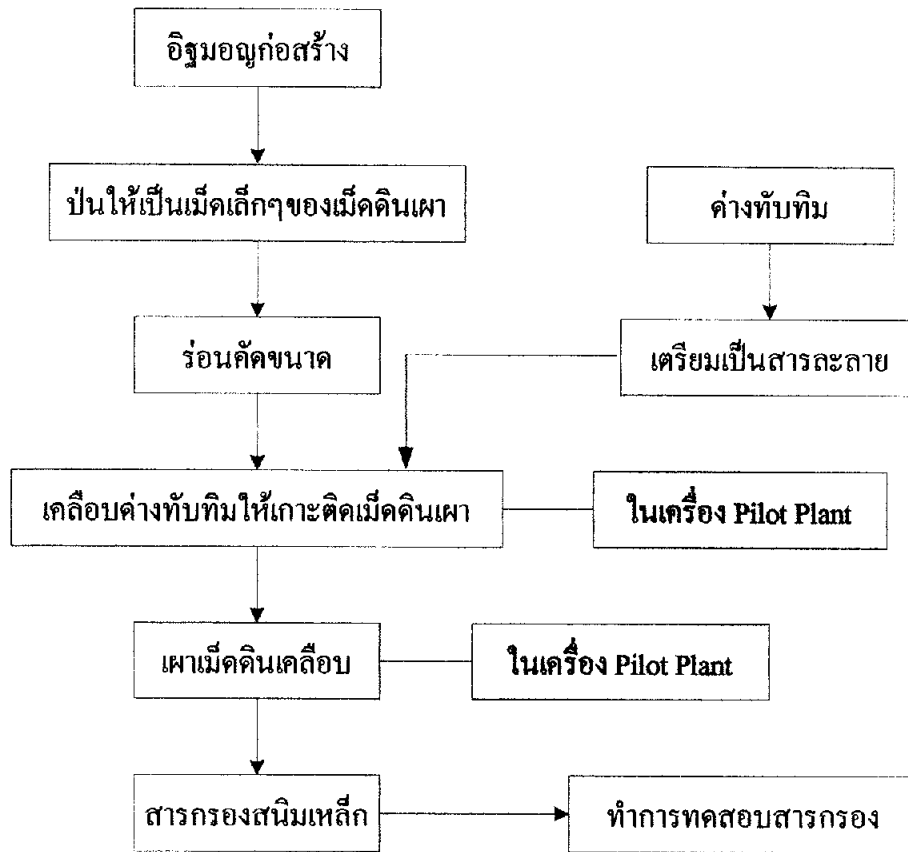 อิฐมอญก่อสร้าง
ป่นให้เป็นเม็ดเล็กๆของเม็ดดินเผา
ด่างทับทิม
ร่อนคัดขนาด
เตรียมเป็นสารละลาย
เคลือบด่างทับทิมให้เกาะติดเม็ดดินเผา
ในเครื่อง Pilot Plant
เผาเม็ดดินเคลือบ
ในเครื่อง Pilot Plant
สารกรองสนิมเหล็ก
ทำการทดสอบสารกรอง